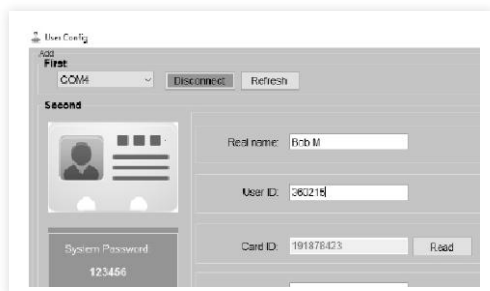 User Config
Add
First
COM4 Disconnect Refresh
Second
Real name: Bob M
User ID: 360216
Card ID: 191878423 Read
System Password
123456